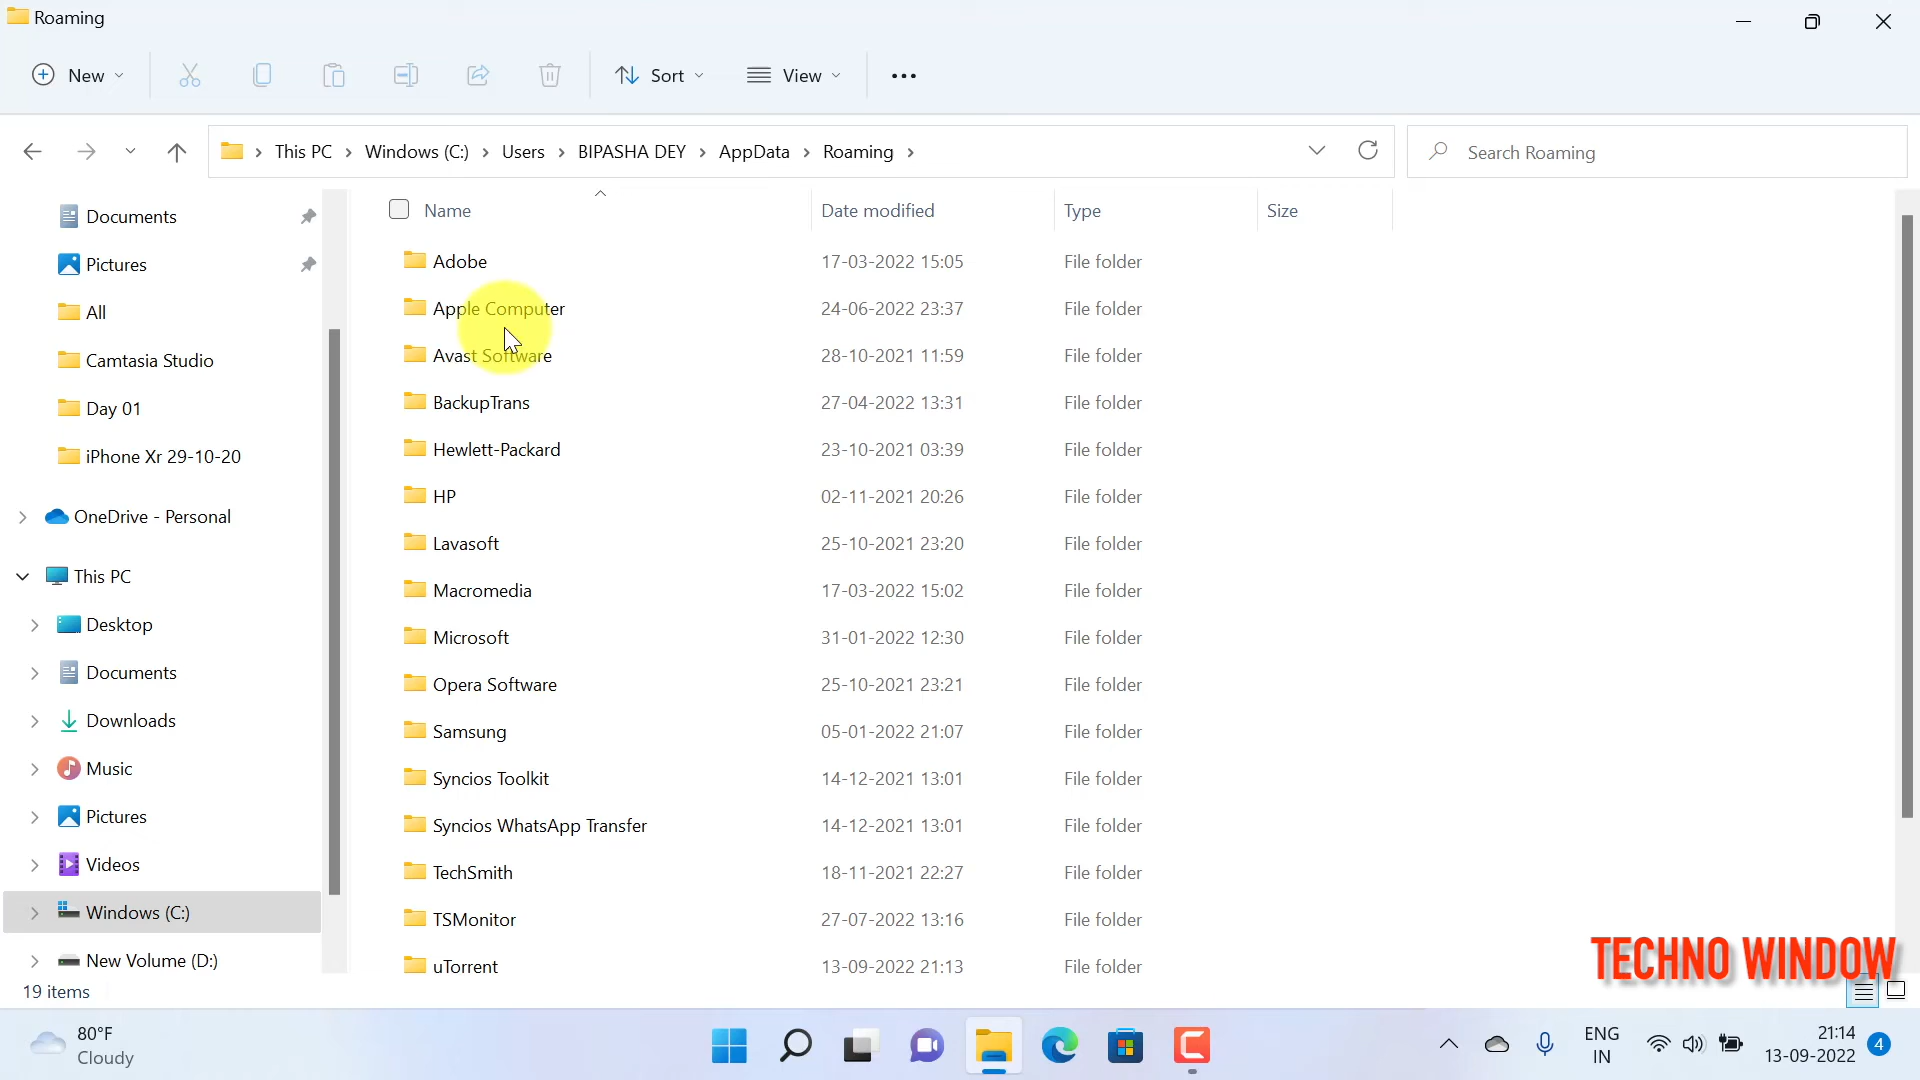 Roaming
New
Sort
View
This PC > Windows (C:) > Users > BIPASHA DEY > AppData > Roaming >
Search Roaming
Documents
Pictures
All
Camtasia Studio
Day 01
iPhone Xr 29-10-20
OneDrive - Personal
This PC
Desktop
Documents
Downloads
Music
Pictures
Videos
Windows (C:)
New Volume (D:)
Name Date modified Type Size
Adobe 17-03-2022 15:05 File folder
Apple Computer 24-06-2022 23:37 File folder
Avast Software 28-10-2021 11:59 File folder
BackupTrans 27-04-2022 13:31 File folder
Hewlett-Packard 23-10-2021 03:39 File folder
HP 02-11-2021 20:26 File folder
Lavasoft 25-10-2021 23:20 File folder
Macromedia 17-03-2022 15:02 File folder
Microsoft 31-01-2022 12:30 File folder
Opera Software 25-10-2021 23:21 File folder
Samsung 05-01-2022 21:07 File folder
Syncios Toolkit 14-12-2021 13:01 File folder
Syncios WhatsApp Transfer 14-12-2021 13:01 File folder
TechSmith 18-11-2021 22:27 File folder
TSMonitor 27-07-2022 13:16 File folder
uTorrent 13-09-2022 21:13 File folder
TECHNO WINDOW
19 items
80°F
Cloudy
ENG
IN
21:14
13-09-2022
4